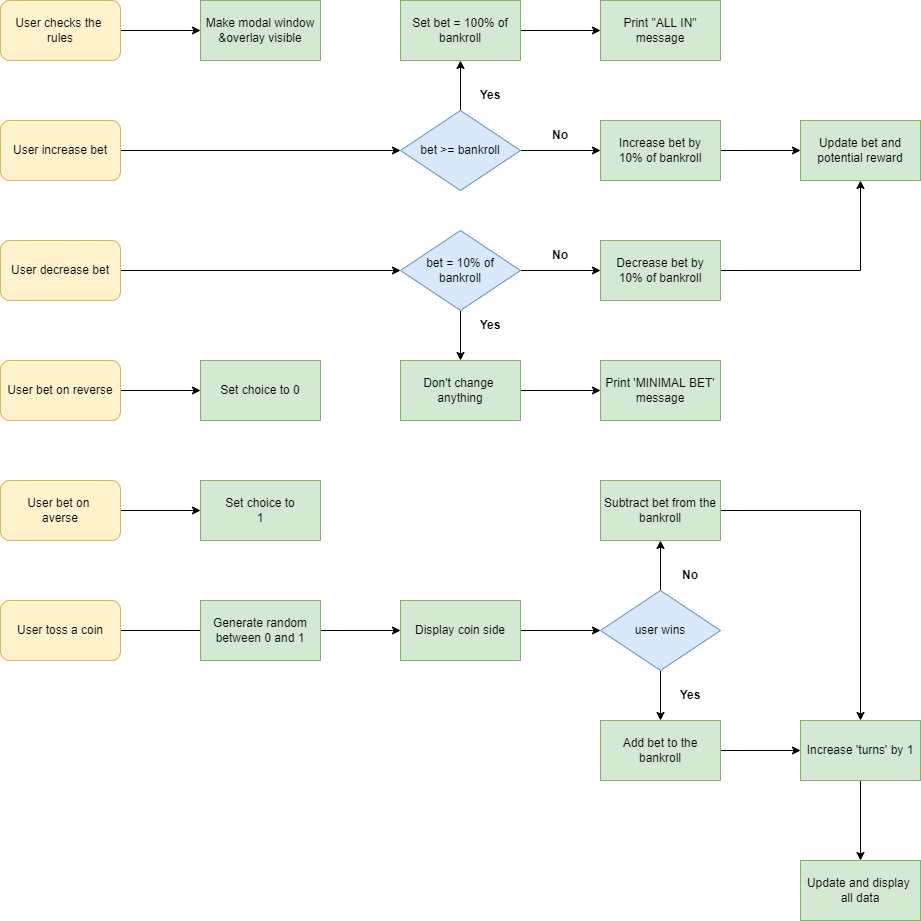 User checks the
rules
Make modal window
&overlay visible
Set bet = 100% of
bankroll
Print "ALL IN"
message
Yes
User increase bet
bet >= bankroll
No
Increase bet by
10% of bankroll
Update bet and
potential reward
User decrease bet
bet = 10% of
bankroll
No
Decrease bet by
10% of bankroll
Yes
User bet on reverse
Set choice to 0
Don't change
anything
Print 'MINIMAL BET'
message
User bet on
averse
Set choice to
1
Subtract bet from the
bankroll
No
User toss a coin
Generate random
between 0 and 1
Display coin side
user wins
Yes
Add bet to the
bankroll
Increase 'turns' by 1
Update and display
all data